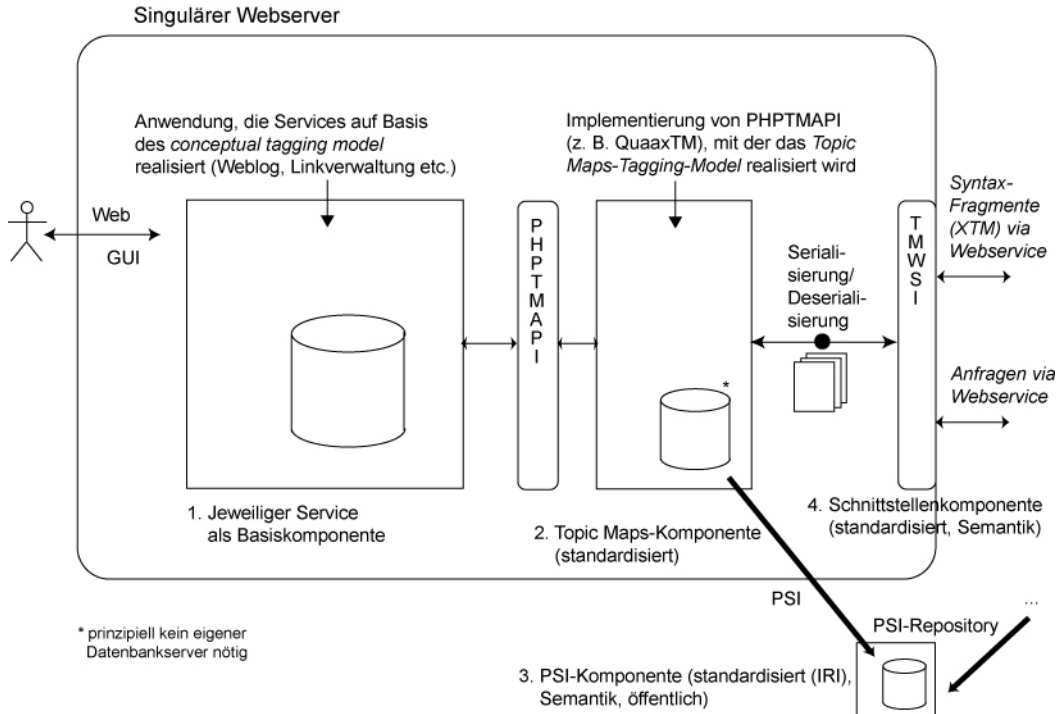 Singulärer Webserver
Anwendung, die Services auf Basis
des conceptual tagging model
realisiert (Weblog, Linkverwaltung etc.)
Implementierung von PHPTMAPI
(z. B. QuaaxTM), mit der das Topic
Maps-Tagging-Model realisiert wird
Web
GUI
PHPTMAPI
Seriali-
sierung/
Deseriali-
sierung
*
TMWSI
Syntax-
Fragmente
(XTM) via
Webservice
Anfragen via
Webservice
1. Jeweiliger Service
als Basiskomponente
2. Topic Maps-Komponente
(standardisiert)
4. Schnittstellenkomponente
(standardisiert, Semantik)
PSI
...
PSI-Repository
* prinzipiell kein eigener
Datenbankserver nötig
3. PSI-Komponente (standardisiert (IRI),
Semantik, öffentlich)